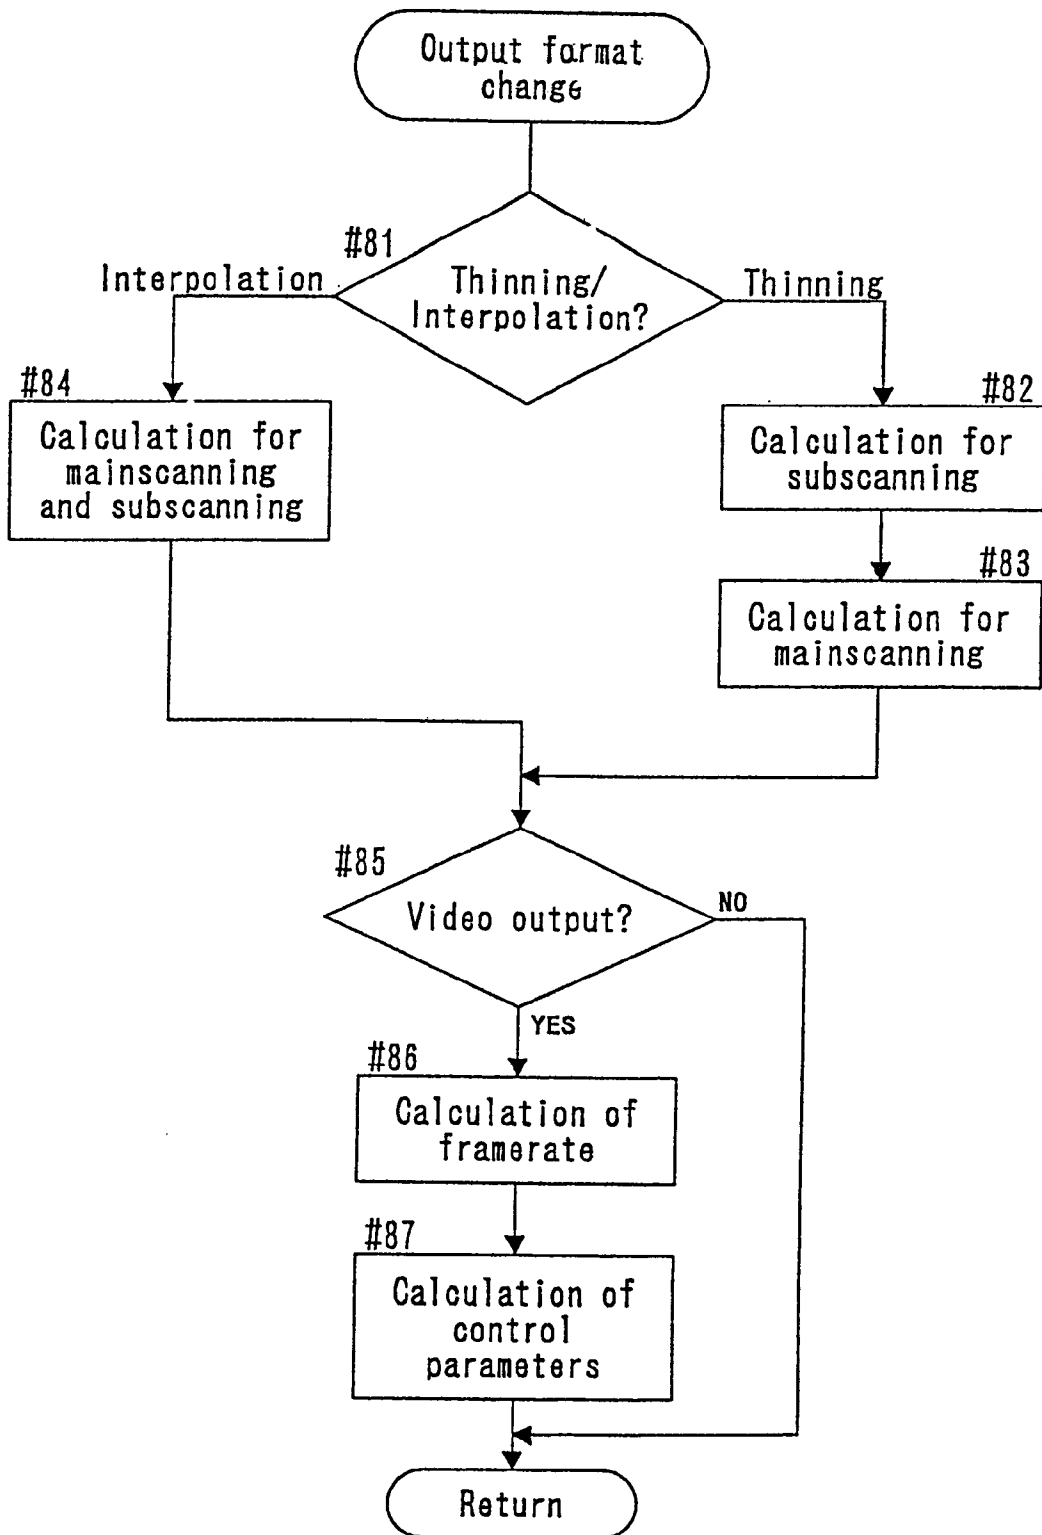 Output format
change
#81
Interpolation
Thinning/
Interpolation?
Thinning
#84
Calculation for
mainscanning
and subscanning
#82
Calculation for
subscanning
#83
Calculation for
mainscanning
#85
Video output?
NO
YES
#86
Calculation of
framerate
#87
Calculation of
control
parameters
Return